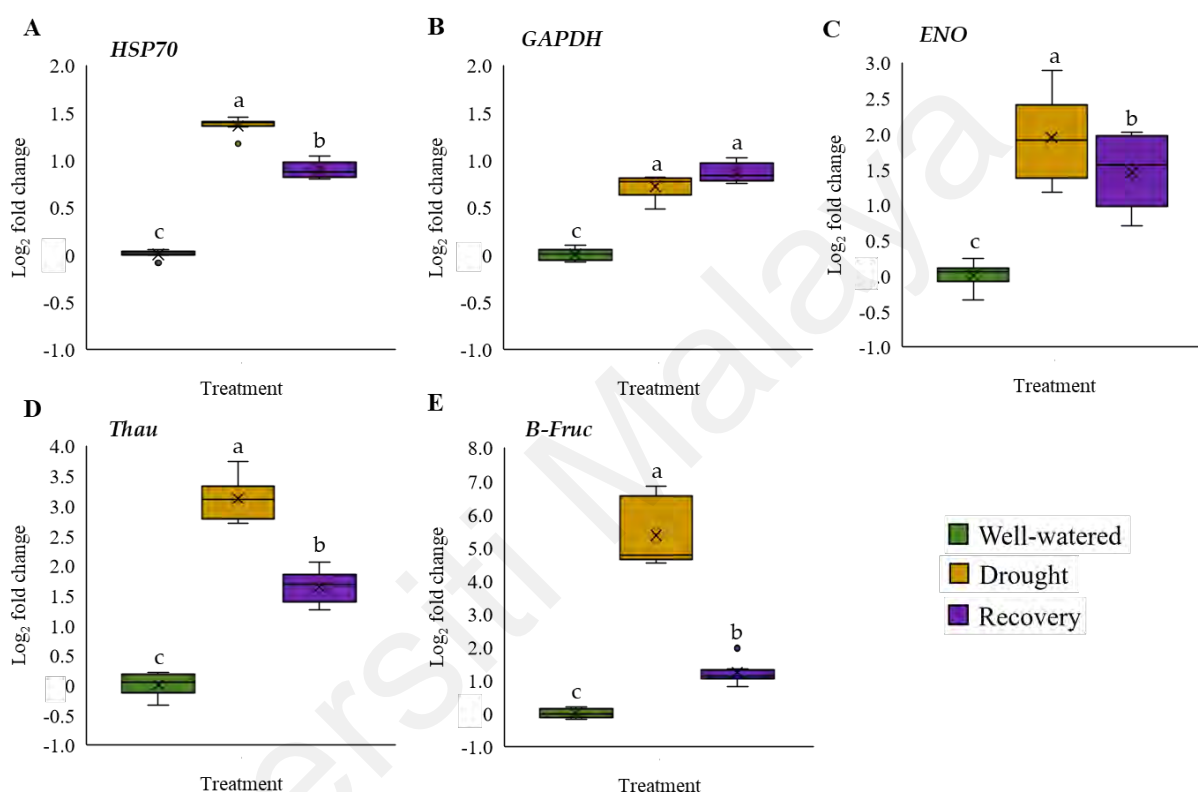 A
HSP70
2.0
1.5
1.0
0.5
0
-0.5
-1.0
Log₂ fold change
c
a
b
Treatment
B
GAPDH
2.0
1.5
1.0
0.5
0
-0.5
-1.0
Log₂ fold change
c
a
a
Treatment
C
ENO
3.0
2.5
2.0
1.5
1.0
0.5
.0
-0.5
-1.0
Log₂ fold change
c
a
b
Treatment
D
Thau
4.0
3.5
3.0
2.5
2.0
1.5
1.0
0.5
0
-0.5
-1.0
Log₂ fold change
c
a
b
Treatment
E
B-Fruc
8.0
7.0
6.0
5.0
4.0
3.0
2.0
1.0
0
-1.0
Log₂ fold change
c
a
b
Treatment
Well-watered
Drought
Recovery
ersiti Malaya